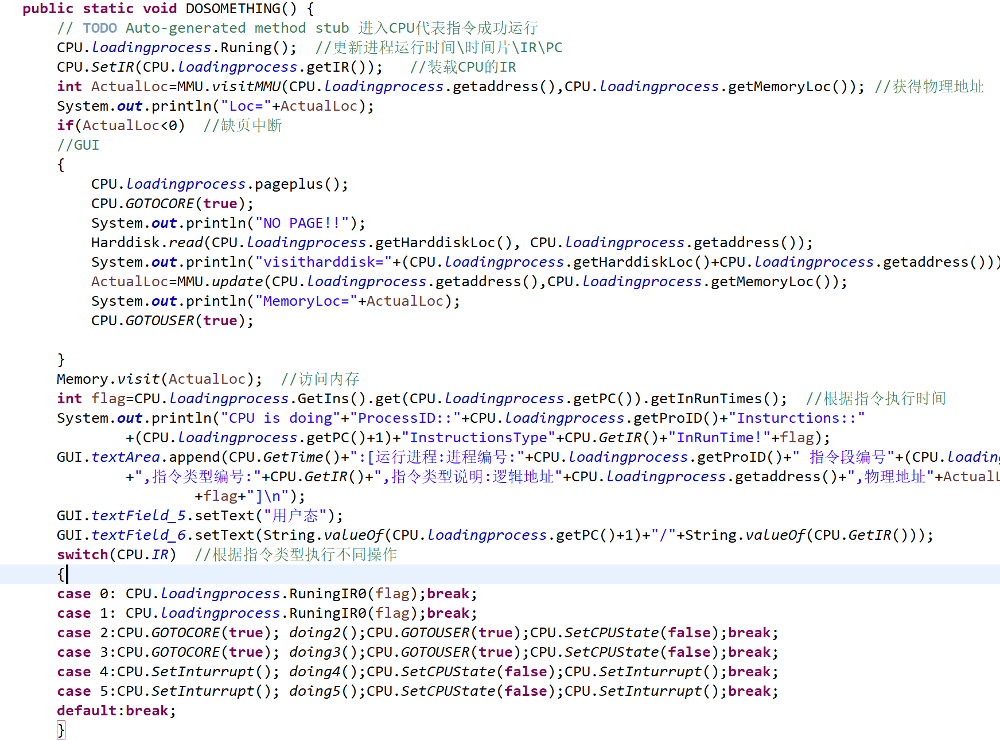 public static void DOSOMETHING() {
// TODO Auto-generated method stub 进入CPU代表指令成功运行
CPU.loadingprocess.Runing();  //更新进程运行时间\时间片\IR\PC
CPU.SetIR(CPU.loadingprocess.getIR());   //装载CPU的IR
int ActualLoc=MMU.visitMMU(CPU.loadingprocess.getaddress(),CPU.loadingprocess.getMemoryLoc()); //获得物理地址
System.out.println("Loc="+ActualLoc);
if(ActualLoc<0)  //缺页中断
//GUI
{
CPU.loadingprocess.pageplus();
CPU.GOTOCORE(true);
System.out.println("NO PAGE!!");
Harddisk.read(CPU.loadingprocess.getHarddiskLoc(), CPU.loadingprocess.getaddress());
System.out.println("visitharddisk="+(CPU.loadingprocess.getHarddiskLoc()+CPU.loadingprocess.getaddress()))
ActualLoc=MMU.update(CPU.loadingprocess.getaddress(),CPU.loadingprocess.getMemoryLoc());
System.out.println("MemoryLoc="+ActualLoc);
CPU.GOTOUSER(true);
}
Memory.visit(ActualLoc);  //访问内存
int flag=CPU.loadingprocess.GetIns().get(CPU.loadingprocess.getPC()).getInRunTimes();  //根据指令执行时间
System.out.println("CPU is doing"+"ProcessID::"+CPU.loadingprocess.getProID()+"Insturctions::"
+(CPU.loadingprocess.getPC()+1)+"InstructionsType"+CPU.GetIR()+"InRunTime!"+flag);
GUI.textArea.append(CPU.GetTime()+":[运行进程:进程编号:"+CPU.loadingprocess.getProID()+" 指令段编号"+(CPU.loading
+",指令类型编号:"+CPU.GetIR()+",指令类型说明:逻辑地址"+CPU.loadingprocess.getaddress()+",物理地址"+ActualL
+flag+"]\n");
GUI.textField_5.setText("用户态");
GUI.textField_6.setText(String.valueOf(CPU.loadingprocess.getPC()+1)+"/"+String.valueOf(CPU.GetIR()));
switch(CPU.IR)  //根据指令类型执行不同操作
{
case 0: CPU.loadingprocess.RuningIR0(flag);break;
case 1: CPU.loadingprocess.RuningIR0(flag);break;
case 2:CPU.GOTOCORE(true); doing2();CPU.GOTOUSER(true);CPU.SetCPUState(false);break;
case 3:CPU.GOTOCORE(true); doing3();CPU.GOTOUSER(true);CPU.SetCPUState(false);break;
case 4:CPU.SetInturrupt(); doing4();CPU.SetCPUState(false);CPU.SetInturrupt();break;
case 5:CPU.SetInturrupt(); doing5();CPU.SetCPUState(false);CPU.SetInturrupt();break;
default:break;
}